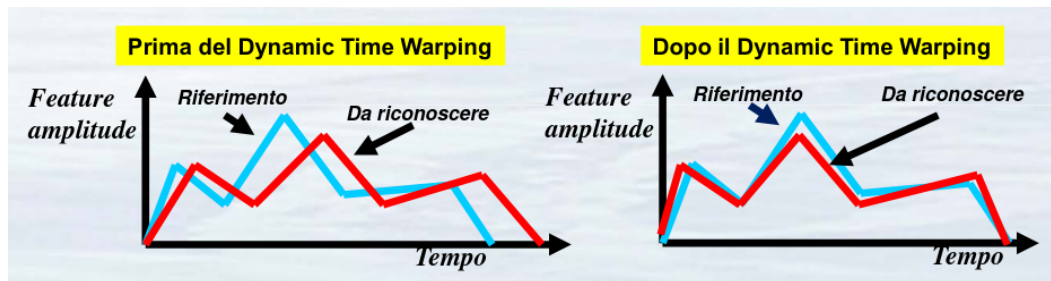 Prima del Dynamic Time Warping
Feature
amplitude
Riferimento
Da riconoscere
Tempo
Dopo il Dynamic Time Warping
Feature
amplitude
Riferimento
Da riconoscere
Tempo